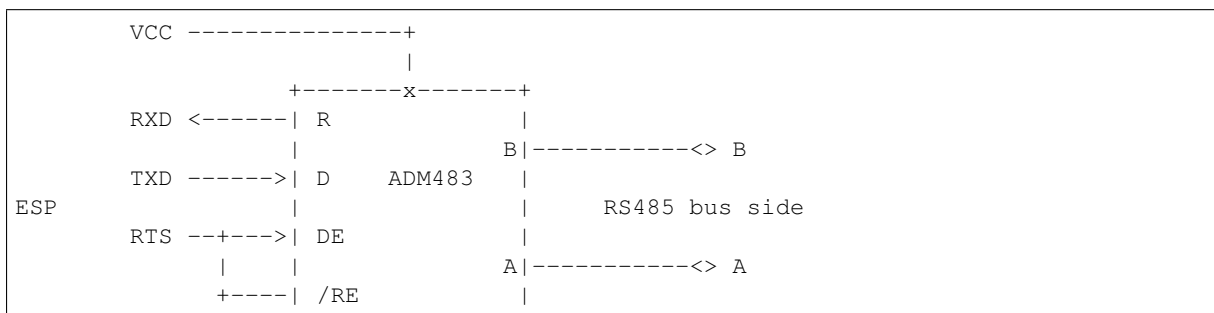 VCC ---------------+
|
+-------x-------+
RXD <------| R |
| B|-----------<> B
TXD ------>| D ADM483 |
ESP | | RS485 bus side
RTS --+--->| DE |
| | A|-----------<> A
+----| /RE |